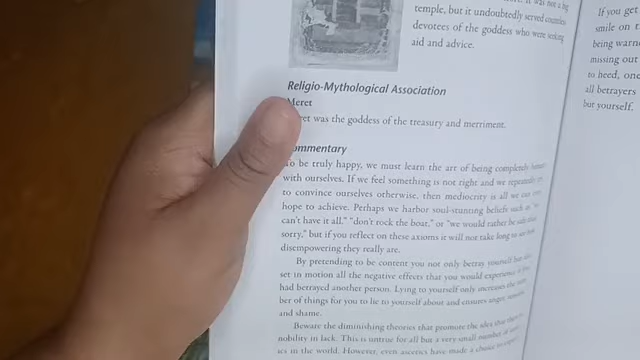 It was not a big
temple, but it undoubtedly served countless
devotees of the goddess who were seeking
aid and advice.
Religio-Mythological Association
Meret
was the goddess of the treasury and merriment.
Commentary
To be truly happy, we must learn the art of being completely honest
with ourselves. If we feel something is not right and we repeatedly try
to convince ourselves otherwise, then mediocrity is all we can ever
hope to achieve. Perhaps we harbor soul-stunting beliefs such as "we
can't have it all," "don't rock the boat," or "we would rather be safe than
sorry," but if you reflect on these axioms it will not take long to see how
disempowering they really are.
By pretending to be content you not only betray yourself but also
set in motion all the negative effects that you would experience if you
had betrayed another person. Lying to yourself only increases the num-
ber of things for you to lie to yourself about and ensures anger,
and shame.
Beware the diminishing theories that promote the idea that there is
nobility in lack. This is untrue for all but a very small number of
ics in the world. However, even ascetics have made a choice to
If you get
smile on
being warn
missing out
to heed, one
all betrayers
but yourself.